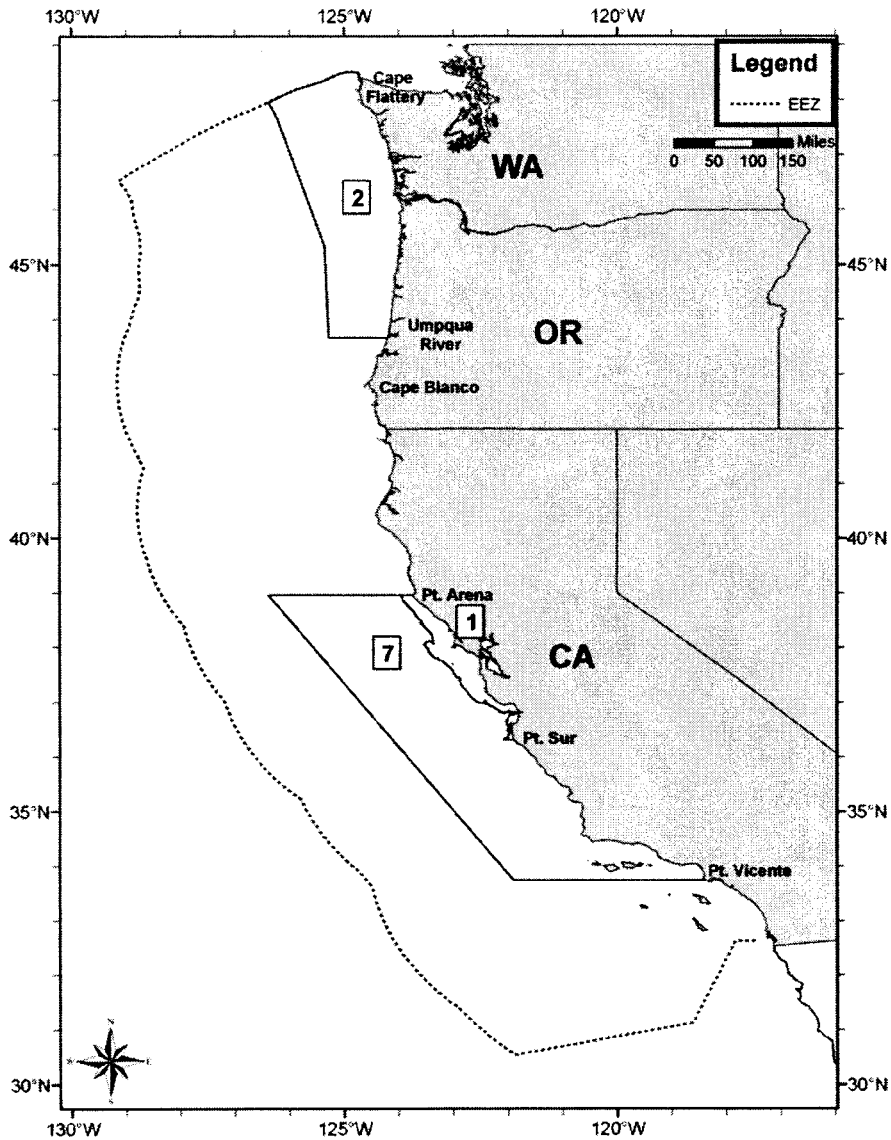 130°W
125°W
120°W
Legend
EEZ
Cape
Flattery
Miles
0 50 100 150
WA
2
45°N
45°N
Umpqua
River
OR
Cape Blanco
40°N
40°N
Pt. Arena
1
7
CA
Pt. Sur
35°N
35°N
Pt. Vicente
N
E
S
30°N
30°N
130°W
125°W
120°W